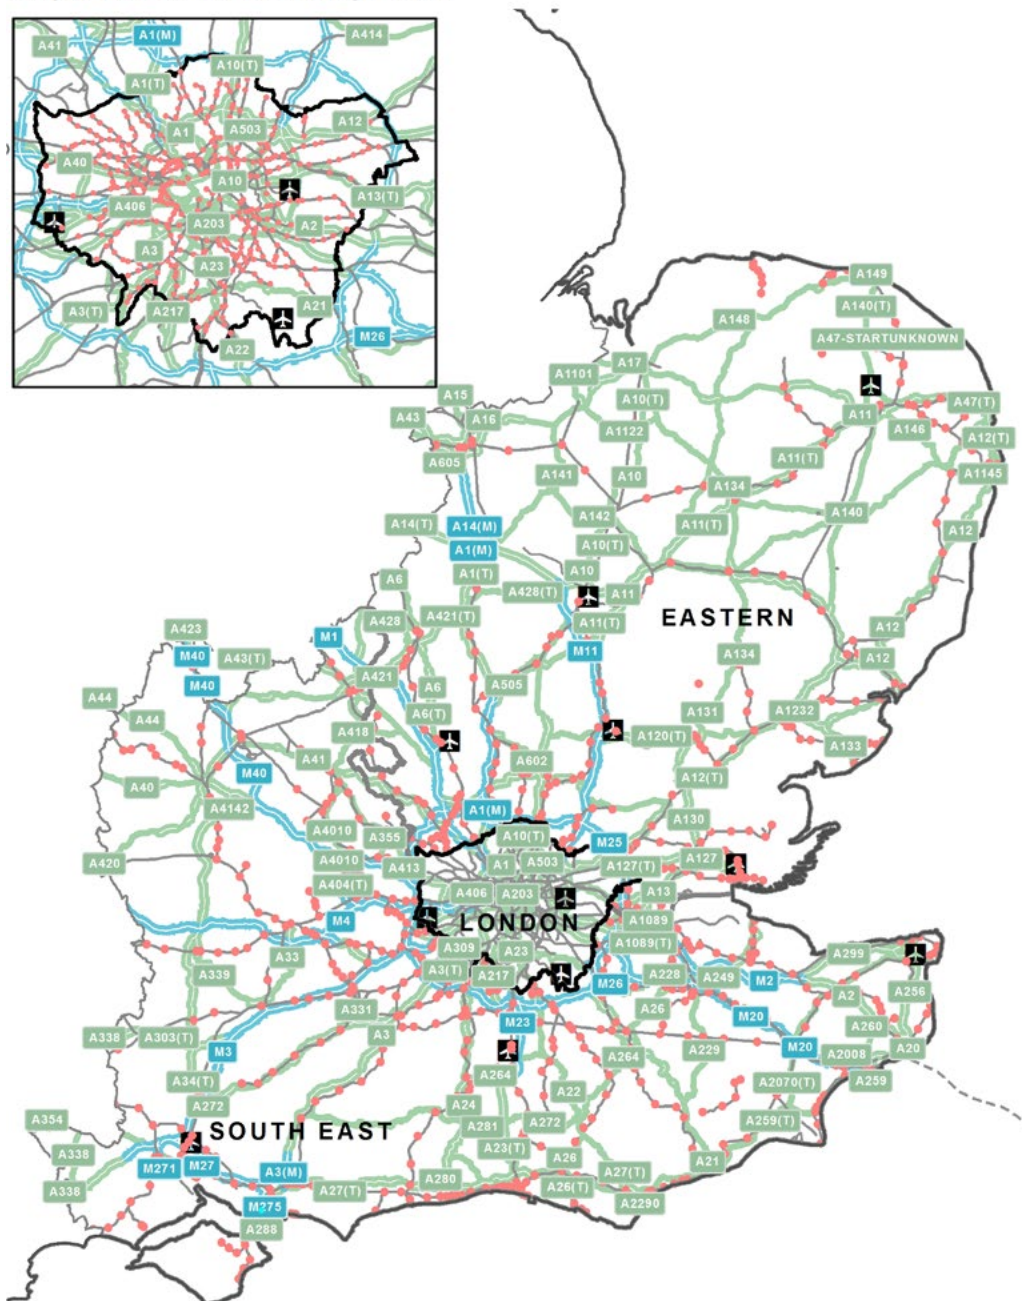 A41
A1(M)
A414
A10(T)
A1(T)
A1
A503
A12
A40
A10
A13(T)
A406
A203
A2
A3
A23
A3(T)
A217
A21
A22
M26
A149
A140(T)
A148
A47-STARTUNKNOWN
A17
A1101
A10(T)
A15
A43
A16
A47(T)
A11
A146
A1122
A12(T)
A605
A11(T)
A141
A10
A1145
A134
A142
A140
A14(T)
A14(M)
A11(T)
A12
A1(M)
A10(T)
A10
A1(T)
A6
A428(T)
A11
A421(T)
A428
A11(T)
EASTERN
A423
M1
A12
M40
A43(T)
M11
A134
A12
A421
M40
A6
A505
A44
A44
A6(T)
A131
A1232
A418
A120(T)
A133
A41
A602
M40
A12(T)
A40
A4142
A1(M)
A130
A4010
A355
A10(T)
M25
A420
A4010
A413
A1
A503
A127(T)
A127
A404(T)
A406
A203
A13
M4
LONDON
A1089
A309
A23
A1089(T)
A33
A299
A339
A3(T)
A217
A228
A249
M2
M26
A2
A256
A331
A26
M20
A338
A303(T)
A3
M23
A260
M3
A264
A229
M20
A2008
A20
A264
A34(T)
A22
A2070(T)
A259
A272
A24
A354
SOUTH EAST
A281
A272
A259(T)
A338
A23(T)
A26
A21
M271
M27
A3(M)
A27(T)
A338
A27(T)
A280
A26(T)
A2290
M275
A288